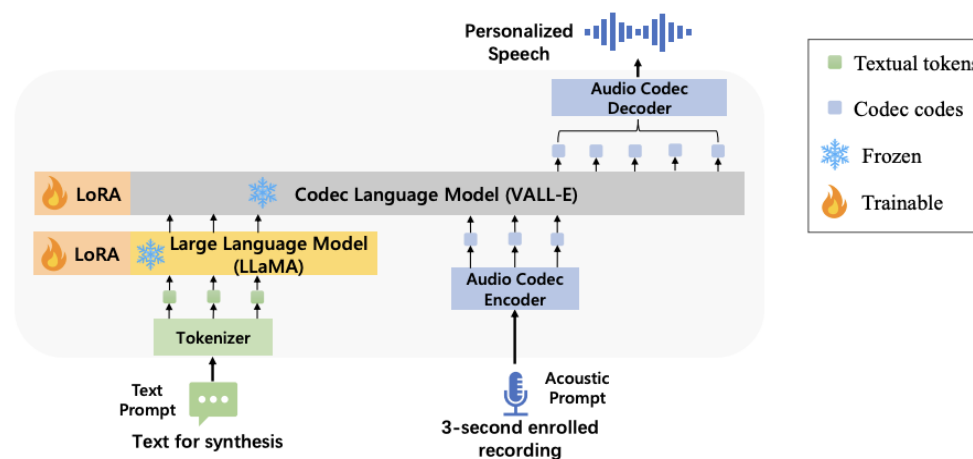 Personalized
Speech
Audio Codec
Decoder
LoRA
Codec Language Model (VALL-E)
LoRA
Large Language Model
(LLaMA)
Audio Codec
Encoder
Tokenizer
Text
Prompt
Text for synthesis
Acoustic
Prompt
3-second enrolled
recording
Textual tokens
Codec codes
Frozen
Trainable